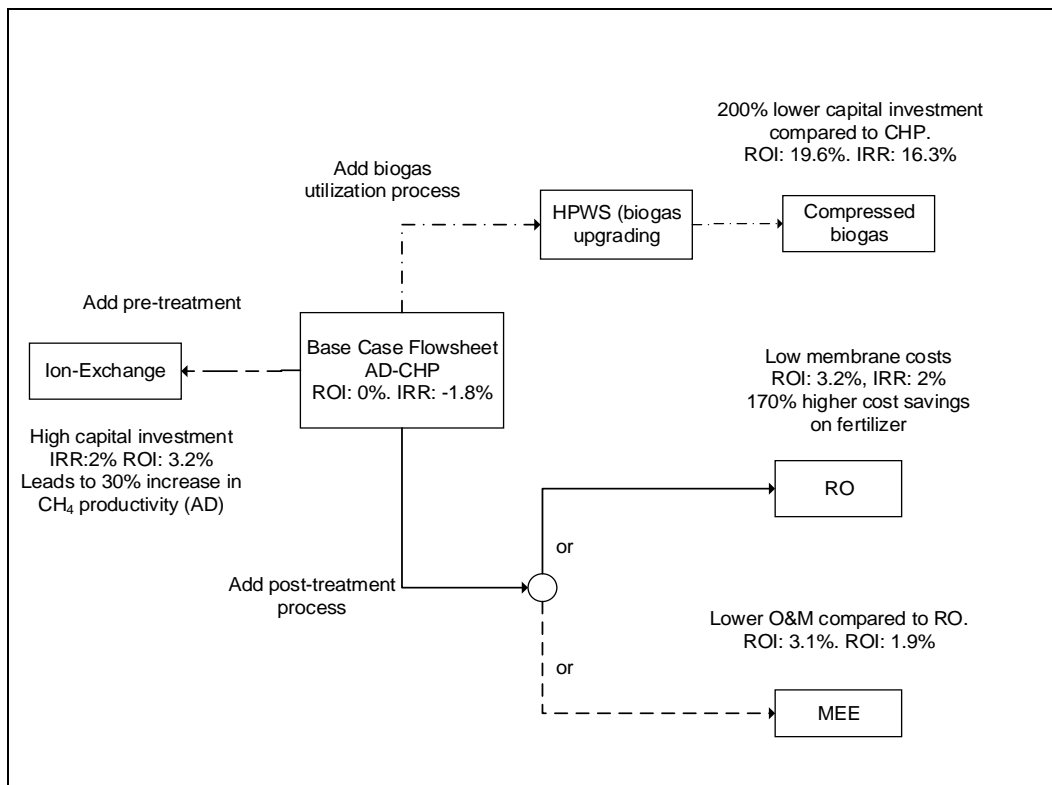 200% lower capital investment
compared to CHP.
ROI: 19.6%. IRR: 16.3%
Add biogas
utilization process
HPWS (biogas
upgrading
Compressed
biogas
Add pre-treatment
Ion-Exchange
Base Case Flowsheet
AD-CHP
ROI: 0%. IRR: -1.8%
High capital investment
IRR:2% ROI: 3.2%
Leads to 30% increase in
CH₄ productivity (AD)
Low membrane costs
ROI: 3.2%, IRR: 2%
170% higher cost savings
on fertilizer
RO
or
Add post-treatment
process
or
Lower O&M compared to RO.
ROI: 3.1%. ROI: 1.9%
MEE